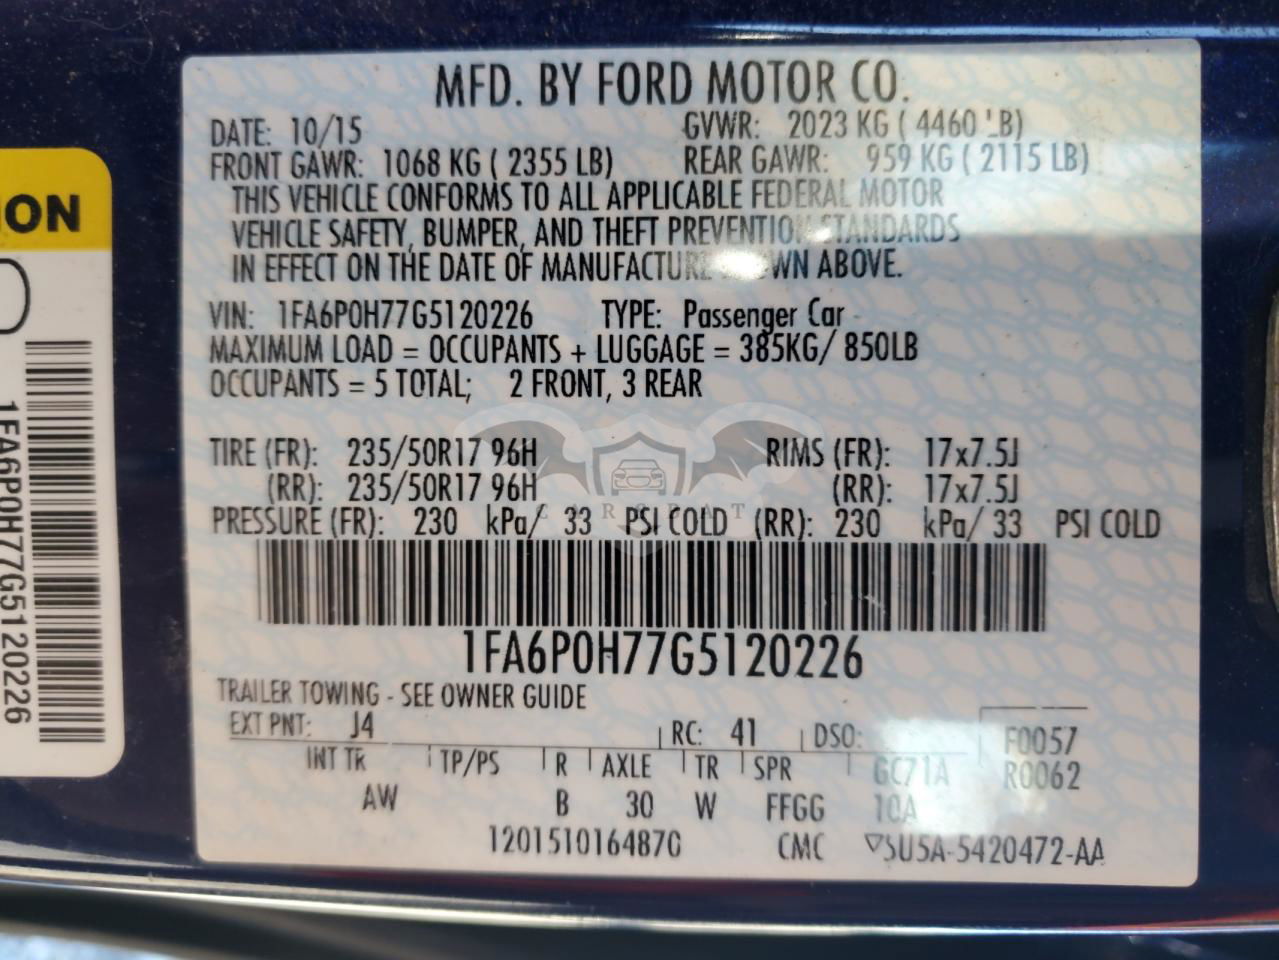 MFD. BY FORD MOTOR CO.
DATE: 10/15 GVWR: 2023 KG ( 4460 LB)
FRONT GAWR: 1068 KG ( 2355 LB) REAR GAWR: 959 KG ( 2115 LB)
THIS VEHICLE CONFORMS TO ALL APPLICABLE FEDERAL MOTOR
VEHICLE SAFETY, BUMPER, AND THEFT PREVENTION STANDARDS
IN EFFECT ON THE DATE OF MANUFACTURE SHOWN ABOVE.
VIN: 1FA6P0H77G5120226 TYPE: Passenger Car
MAXIMUM LOAD = OCCUPANTS + LUGGAGE = 385KG/ 850LB
OCCUPANTS = 5 TOTAL; 2 FRONT, 3 REAR
TIRE (FR): 235/50R17 96H RIMS (FR): 17x7.5J
(RR): 235/50R17 96H (RR): 17x7.5J
CARSBAT
PRESSURE (FR): 230 kPa/ 33 PSI COLD (RR): 230 kPa/ 33 PSI COLD
1FA6P0H77G5120226
TRAILER TOWING - SEE OWNER GUIDE
EXT PNT: J4 RC: 41 DSO: F0057
INT TR TP/PS R AXLE TR SPR GC71A R0062
AW B 30 W FFGG 10A
1201510164870 CMC ▽5U5A-5420472-AA
ION
1FA6P0H77G5120226